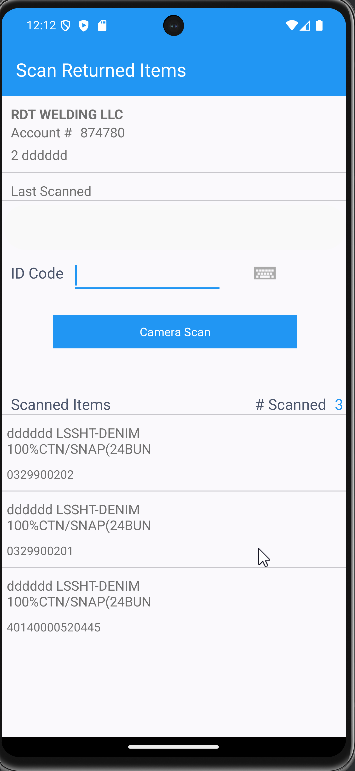 12:12
Scan Returned Items
RDT WELDING LLC
Account # 874780
2 dddddd
Last Scanned
ID Code
Camera Scan
Scanned Items # Scanned 3
dddddd LSSHT-DENIM
100%CTN/SNAP(24BUN
0329900202
dddddd LSSHT-DENIM
100%CTN/SNAP(24BUN
0329900201
dddddd LSSHT-DENIM
100%CTN/SNAP(24BUN
40140000520445